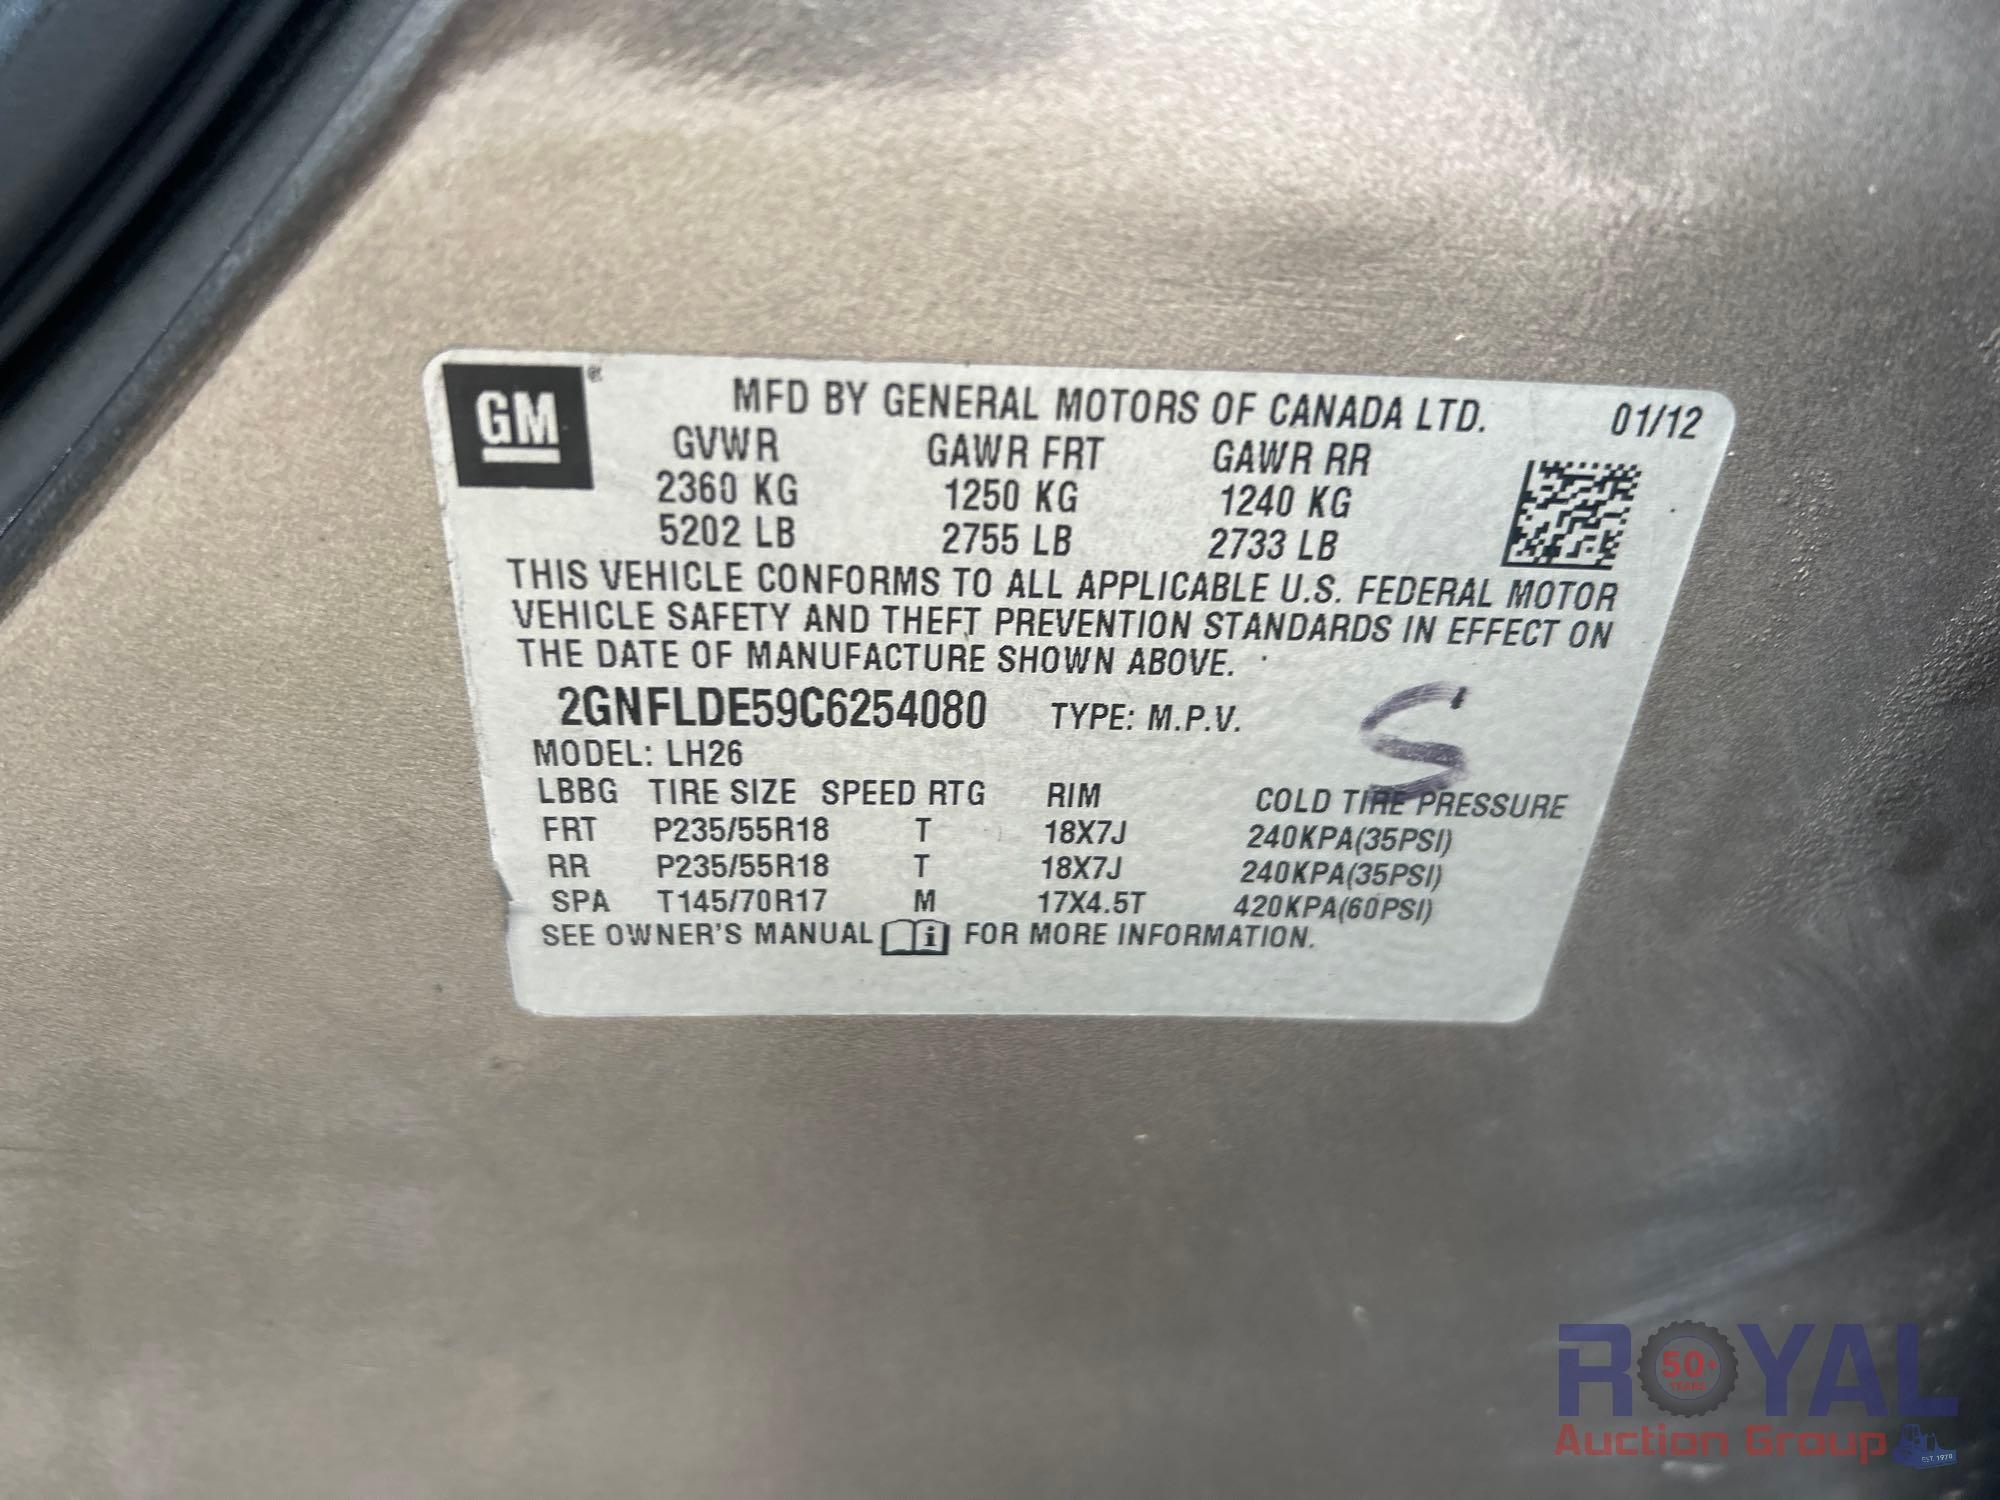 GM®
MFD BY GENERAL MOTORS OF CANADA LTD. 01/12
GVWR GAWR FRT GAWR RR
2360 KG 1250 KG 1240 KG
5202 LB 2755 LB 2733 LB
THIS VEHICLE CONFORMS TO ALL APPLICABLE U.S. FEDERAL MOTOR
VEHICLE SAFETY AND THEFT PREVENTION STANDARDS IN EFFECT ON
THE DATE OF MANUFACTURE SHOWN ABOVE.
2GNFLDE59C6254080 TYPE: M.P.V.
S
MODEL: LH26
LBBG TIRE SIZE SPEED RTG RIM COLD TIRE PRESSURE
FRT P235/55R18 T 18X7J 240KPA(35PSI)
RR P235/55R18 T 18X7J 240KPA(35PSI)
SPA T145/70R17 M 17X4.5T 420KPA(60PSI)
SEE OWNER'S MANUAL i FOR MORE INFORMATION.
ROYAL
50+
YEARS
Auction Group
EST. 1970